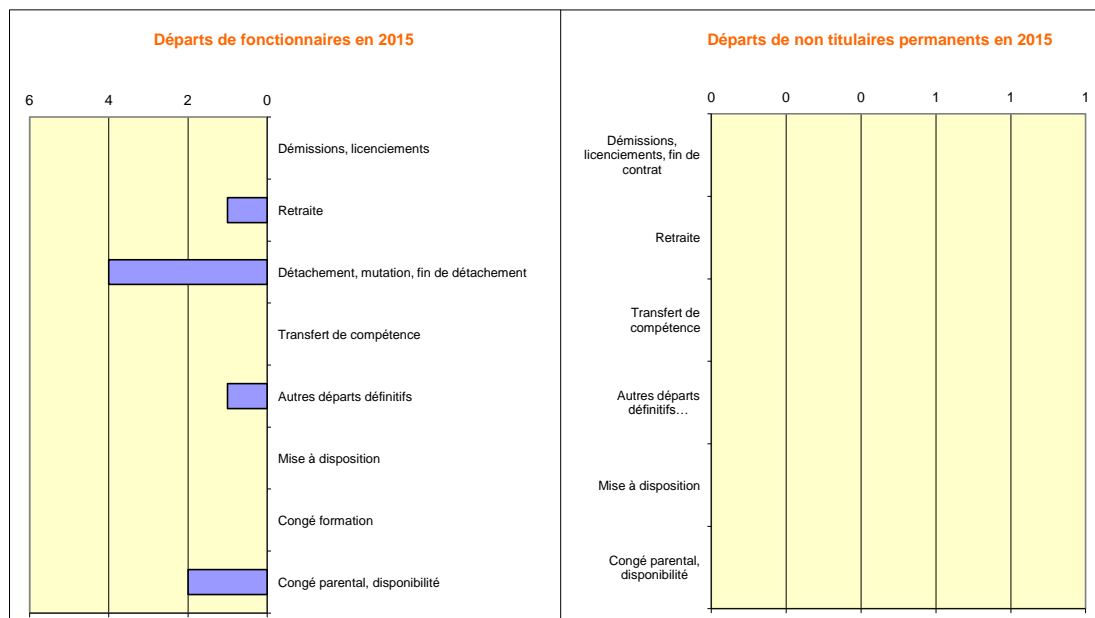 Départs de fonctionnaires en 2015
6 4 2 0
Démissions, licenciements
Retraite
Détachement, mutation, fin de détachement
Transfert de compétence
Autres départs définitifs
Mise à disposition
Congé formation
Congé parental, disponibilité
Départs de non titulaires permanents en 2015
0 0 0 1 1 1
Démissions,
licenciements, fin de
contrat
Retraite
Transfert de
compétence
Autres départs
définitifs…
Mise à disposition
Congé parental,
disponibilité